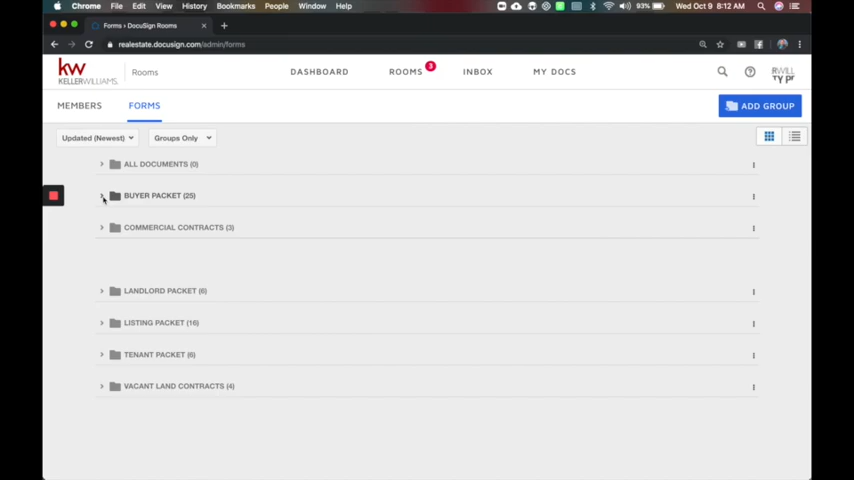 Chrome File Edit View History Bookmarks People Window Help 93% Wed Oct 9 8:12 AM
Forms › DocuSign Rooms
realestate.docusign.com/admin/forms
kw
KELLERWILLIAMS.
Rooms
DASHBOARD
ROOMS 3
INBOX
MY DOCS
MEMBERS
FORMS
ADD GROUP
Updated (Newest)
Groups Only
ALL DOCUMENTS (0)
BUYER PACKET (25)
COMMERCIAL CONTRACTS (3)
LANDLORD PACKET (6)
LISTING PACKET (16)
TENANT PACKET (6)
VACANT LAND CONTRACTS (4)